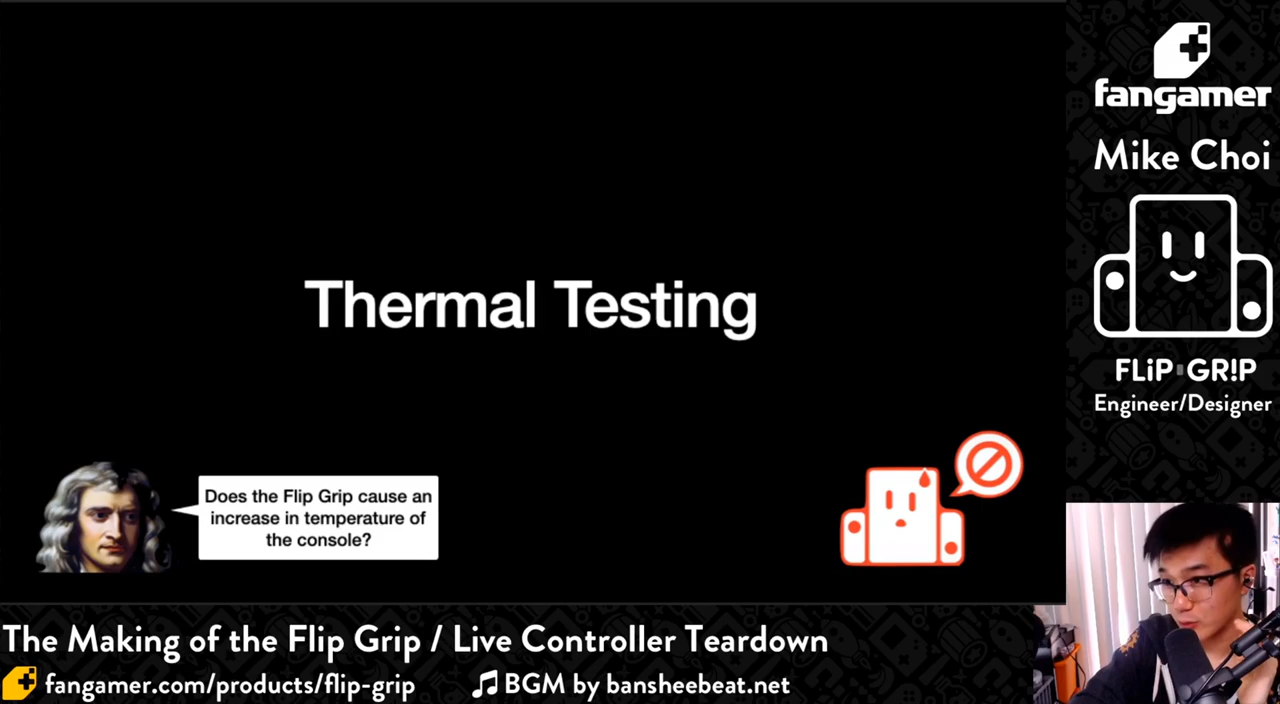 Thermal Testing
Does the Flip Grip cause an
increase in temperature of
the console?
fangamer
Mike Choi
FLiP GR!P
Engineer/Designer
The Making of the Flip Grip / Live Controller Teardown
fangamer.com/products/flip-grip
BGM by bansheebeat.net